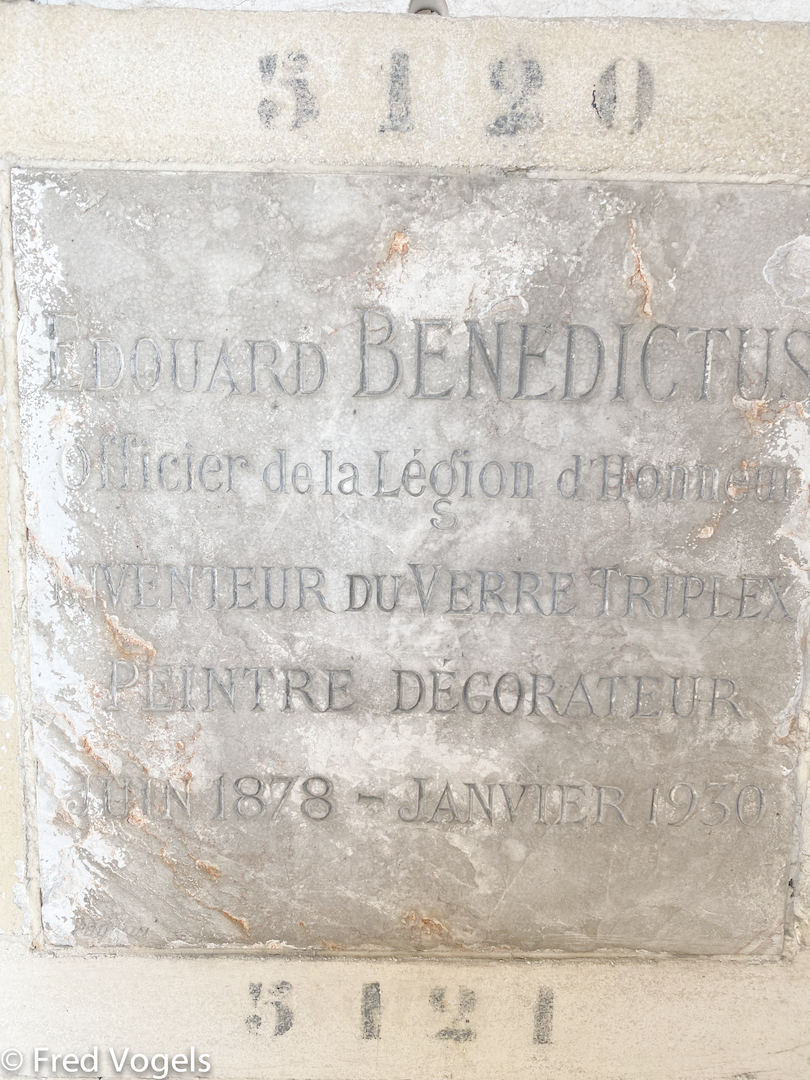 5120
EDOUARD BENEDICTUS
Officier de la Légion d'Honneur
INVENTEUR DU VERRE TRIPLEX
PEINTRE DÉCORATEUR
JUIN 1878 - JANVIER 1930
5121
© Fred Vogels